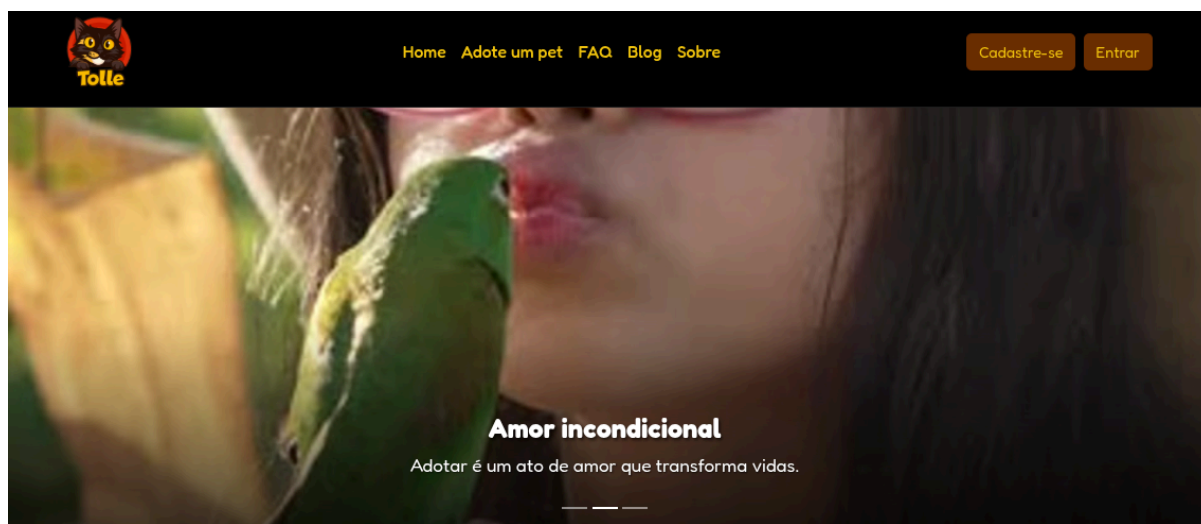 Tolle
Home Adote um pet FAQ Blog Sobre
Cadastre-se Entrar
Amor incondicional
Adotar é um ato de amor que transforma vidas.